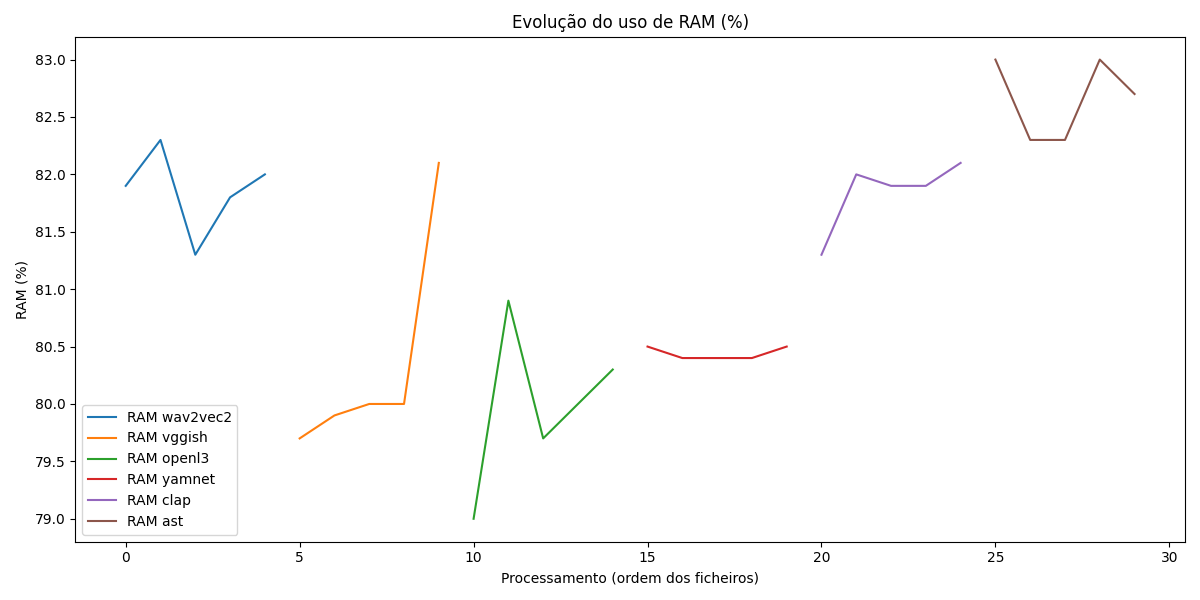 Evolução do uso de RAM (%)
83.0
82.5
82.0
81.5
81.0
80.5
80.0
79.5
79.0
RAM (%)
RAM wav2vec2
RAM vggish
RAM openl3
RAM yamnet
RAM clap
RAM ast
0 5 10 15 20 25 30
Processamento (ordem dos ficheiros)